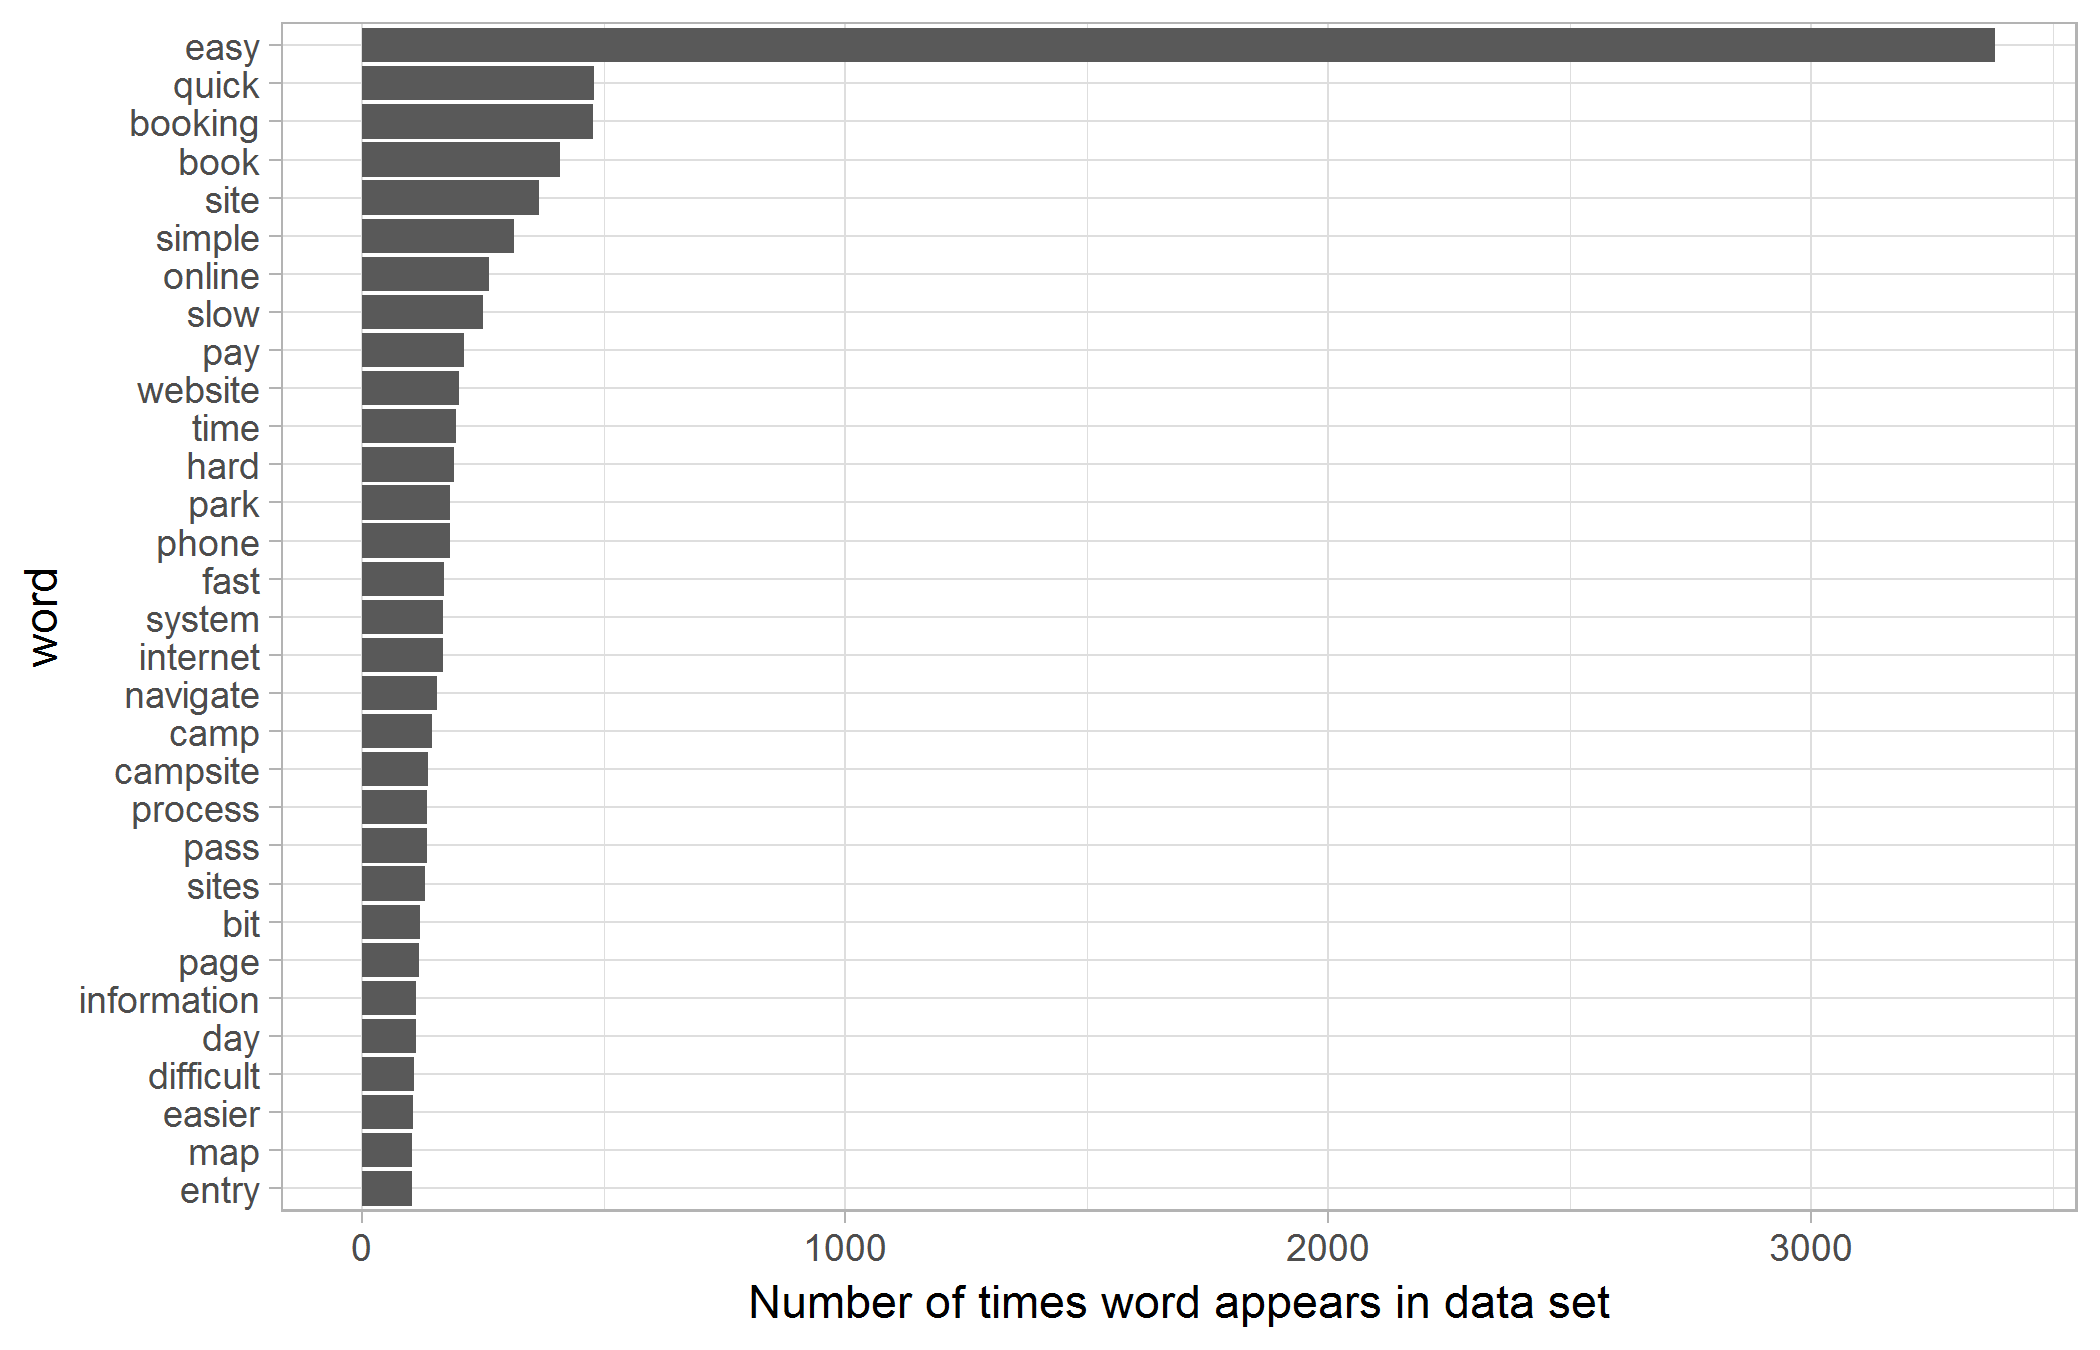 easy
quick
booking
book
site
simple
online
slow
pay
website
time
hard
park
phone
fast
system
internet
navigate
camp
campsite
process
pass
sites
bit
page
information
day
difficult
easier
map
entry
word
0 1000 2000 3000
Number of times word appears in data set